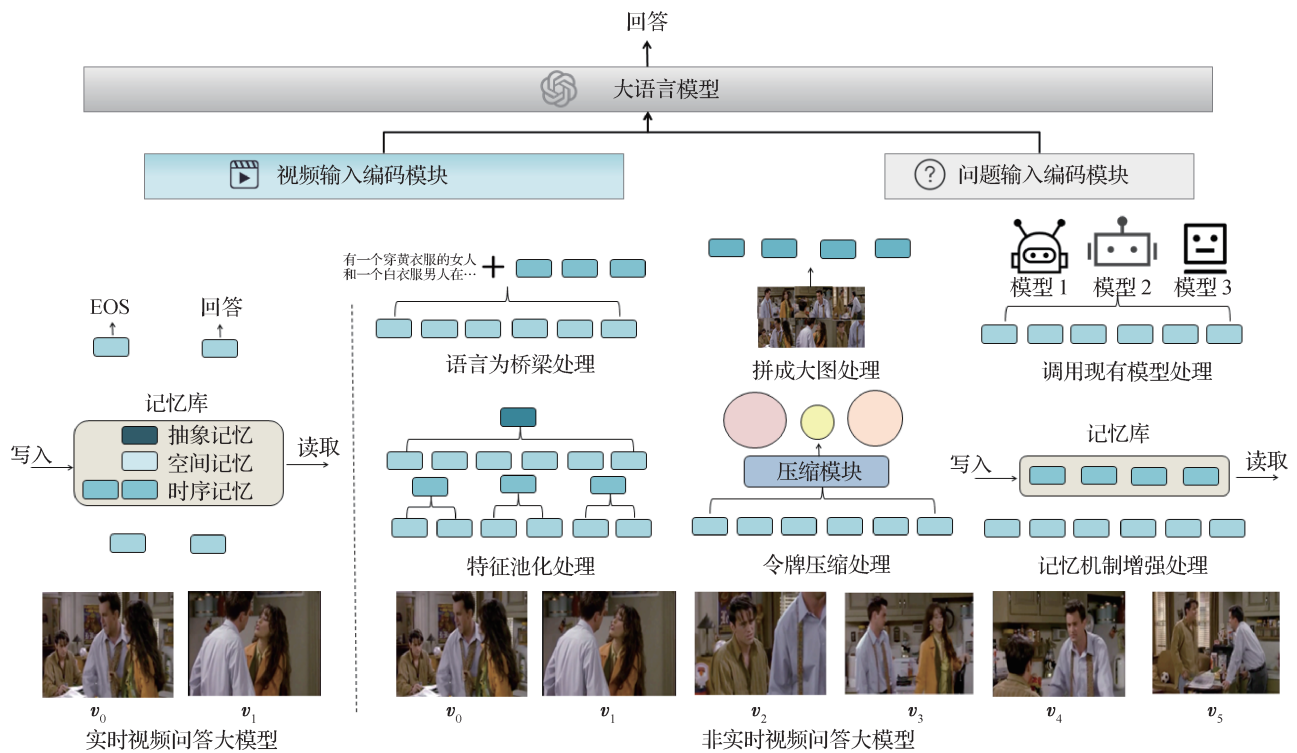 回答
大语言模型
视频输入编码模块
? 问题输入编码模块
有一个穿黄衣服的女人
和一个白衣服男人在…
+
模型1 模型2 模型3
EOS 回答
语言为桥梁处理
拼成大图处理
调用现有模型处理
记忆库
写入
抽象记忆
空间记忆
时序记忆
读取
压缩模块
记忆库
写入
读取
特征池化处理
令牌压缩处理
记忆机制增强处理
v₀ v₁ v₀ v₁ v₂ v₃ v₄ v₅
实时视频问答大模型
非实时视频问答大模型